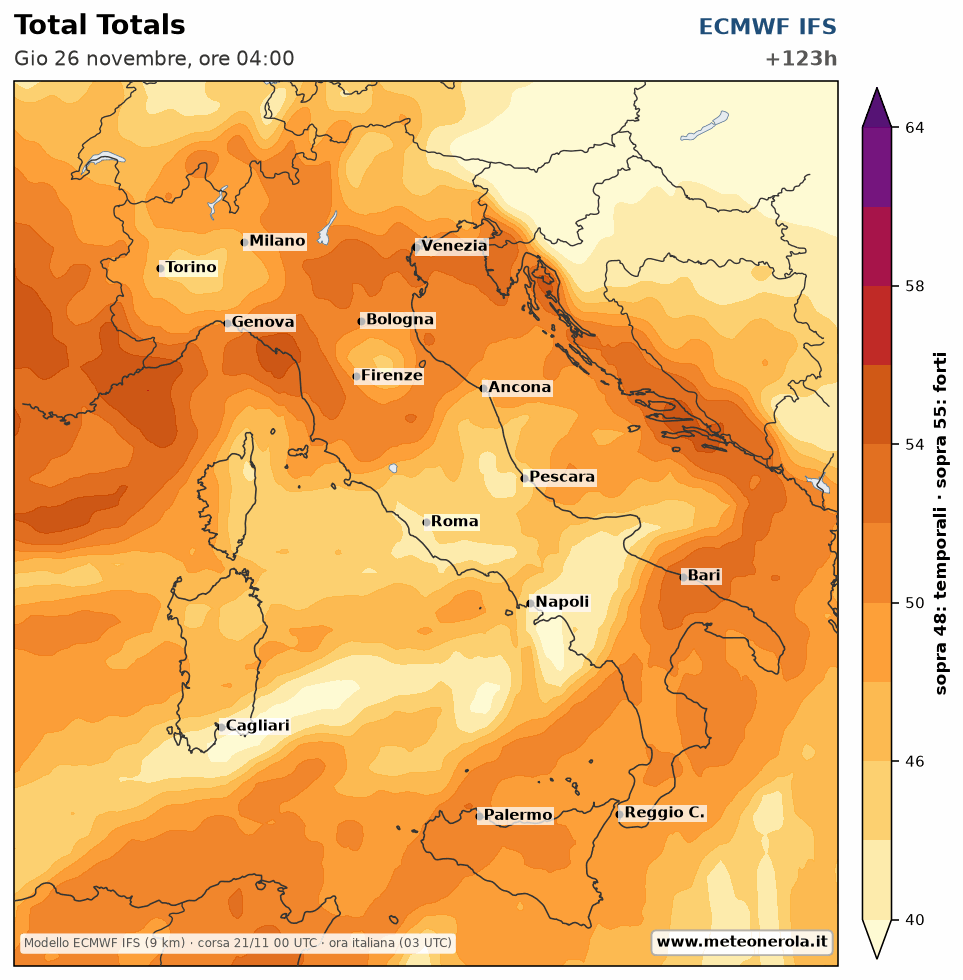 Total Totals
ECMWF IFS
Gio 26 novembre, ore 04:00
+123h
Milano
Venezia
Torino
Genova
Bologna
Firenze
Ancona
Pescara
Roma
Bari
Napoli
Cagliari
Palermo
Reggio C.
64
58
54
50
46
40
sopra 48: temporali · sopra 55: forti
Modello ECMWF IFS (9 km) · corsa 21/11 00 UTC · ora italiana (03 UTC)
www.meteonerola.it